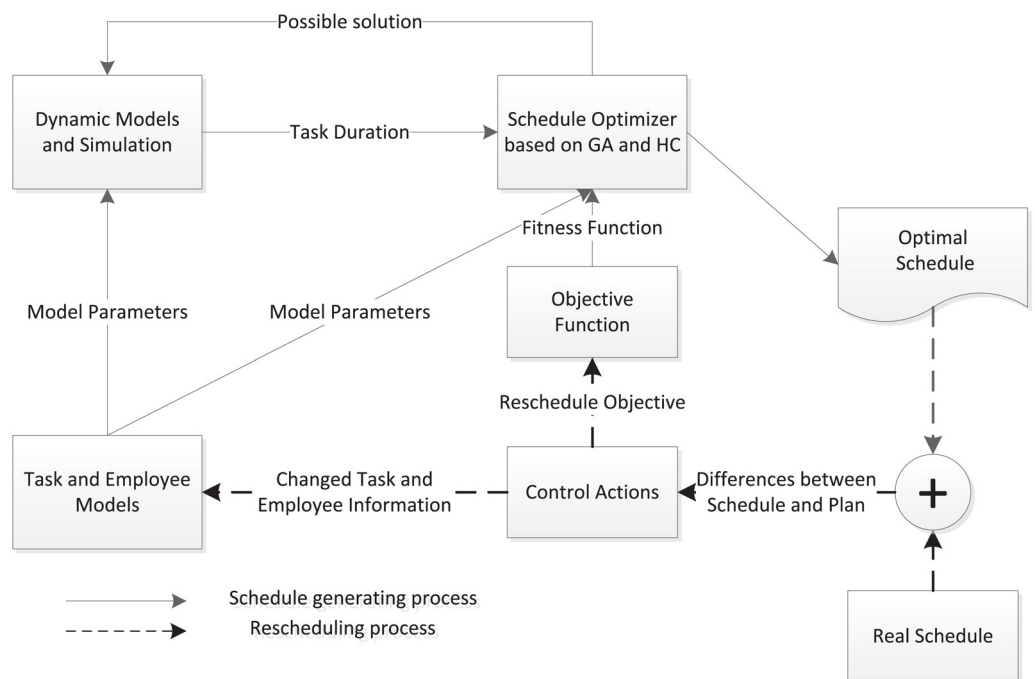 Possible solution
Dynamic Models
and Simulation
Task Duration
Schedule Optimizer
based on GA and HC
Fitness Function
Optimal
Schedule
Model Parameters
Model Parameters
Objective
Function
Reschedule Objective
Task and Employee
Models
Changed Task and
Employee Information
Control Actions
Differences between
Schedule and Plan
+
Schedule generating process
Rescheduling process
Real Schedule